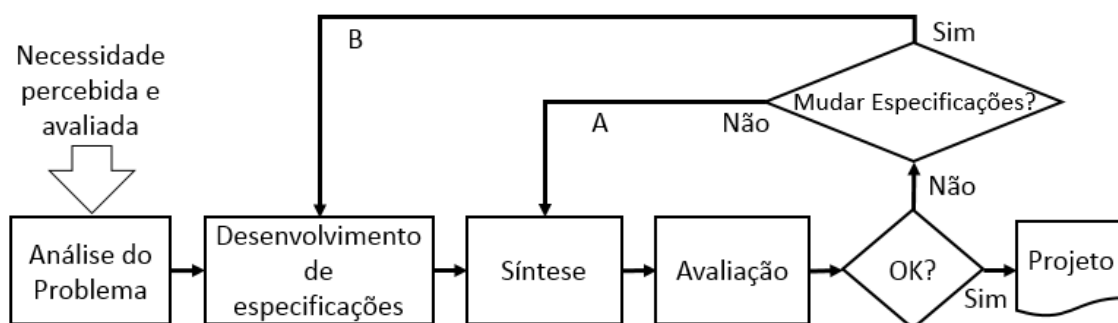 B
Sim
Necessidade
percebida e
avaliada
Mudar Especificações?
A
Não
Não
Análise do
Problema
Desenvolvimento
de
especificações
Síntese
Avaliação
OK?
Sim
Projeto